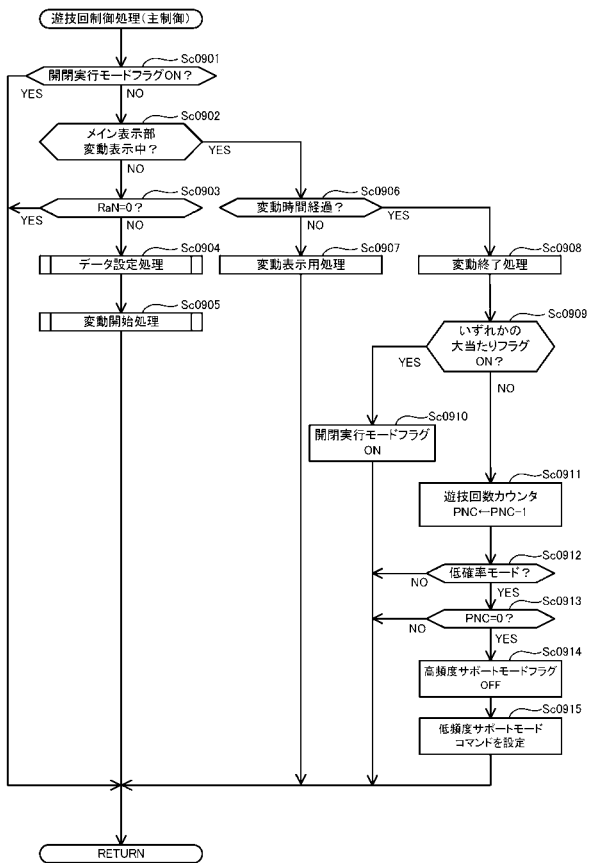 遊技回制御処理(主制御)
Sc0901
開閉実行モードフラグON?
YES
NO
Sc0902
メイン表示部
変動表示中?
YES
NO
Sc0903
RaN=0?
YES
NO
Sc0904
データ設定処理
Sc0905
変動開始処理
Sc0906
変動時間経過?
YES
NO
Sc0907
変動表示用処理
Sc0908
変動終了処理
Sc0909
いずれかの
大当たりフラグ
ON?
YES
NO
Sc0910
開閉実行モードフラグ
ON
Sc0911
遊技回数カウンタ
PNC←PNC-1
Sc0912
低確率モード?
NO
YES
Sc0913
PNC=0?
NO
YES
Sc0914
高頻度サポートモードフラグ
OFF
Sc0915
低頻度サポートモード
コマンドを設定
RETURN